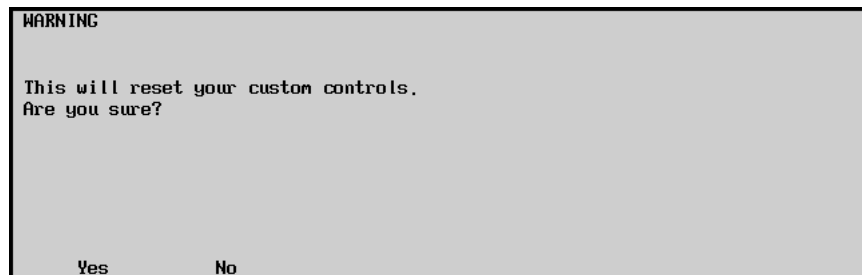 WARNING
This will reset your custom controls.
Are you sure?
Yes No